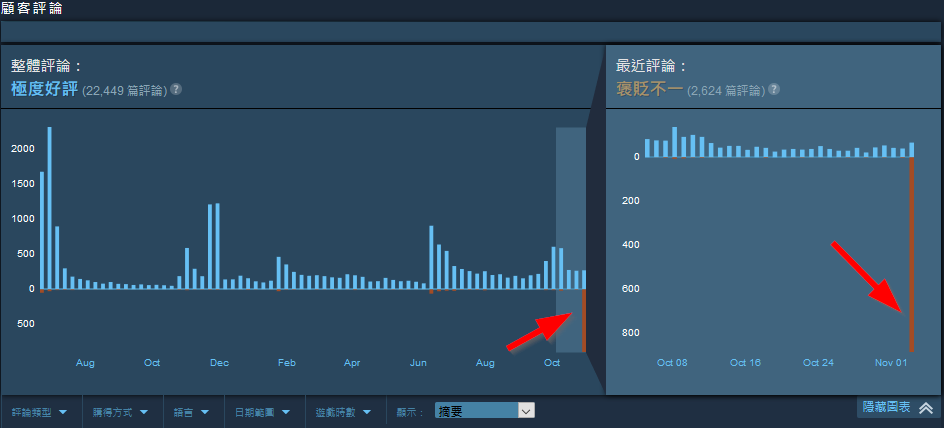 顧客評論
整體評論：
極度好評 (22,449 篇評論) ?
最近評論：
褒貶不一 (2,624 篇評論) ?
2000
1500
1000
500
0
500
Aug Oct Dec Feb Apr Jun Aug Oct
0
200
400
600
800
Oct 08 Oct 16 Oct 24 Nov 01
評論類型 購得方式 語言 日期範圍 遊戲時數 顯示： 摘要
隱藏圖表